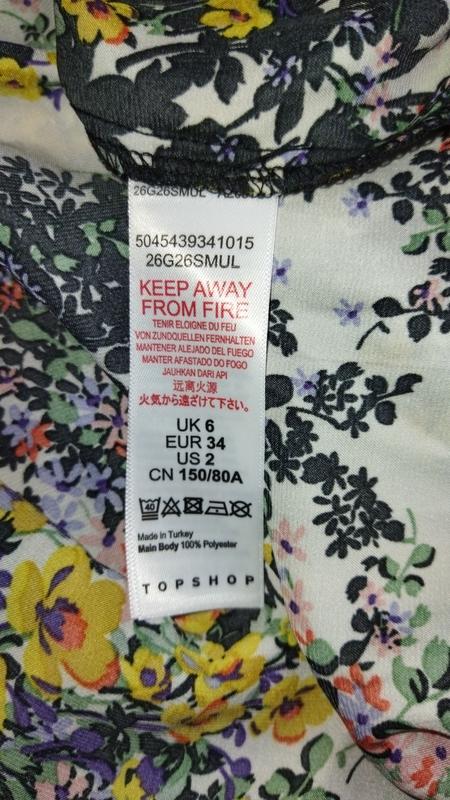 26G26SMUL
5045439341015
26G26SMUL
KEEP AWAY
FROM FIRE
TENIR ELOIGNE DU FEU
VON ZUNDQUELLEN FERNHALTEN
MANTENER ALEJADO DEL FUEGO
MANTER AFASTADO DO FOGO
JAUHKAN DARI API
远离火源
火気から遠ざけて下さい。
UK 6
EUR 34
US 2
CN 150/80A
40
Made in Turkey
Main Body 100% Polyester
TOPSHOP